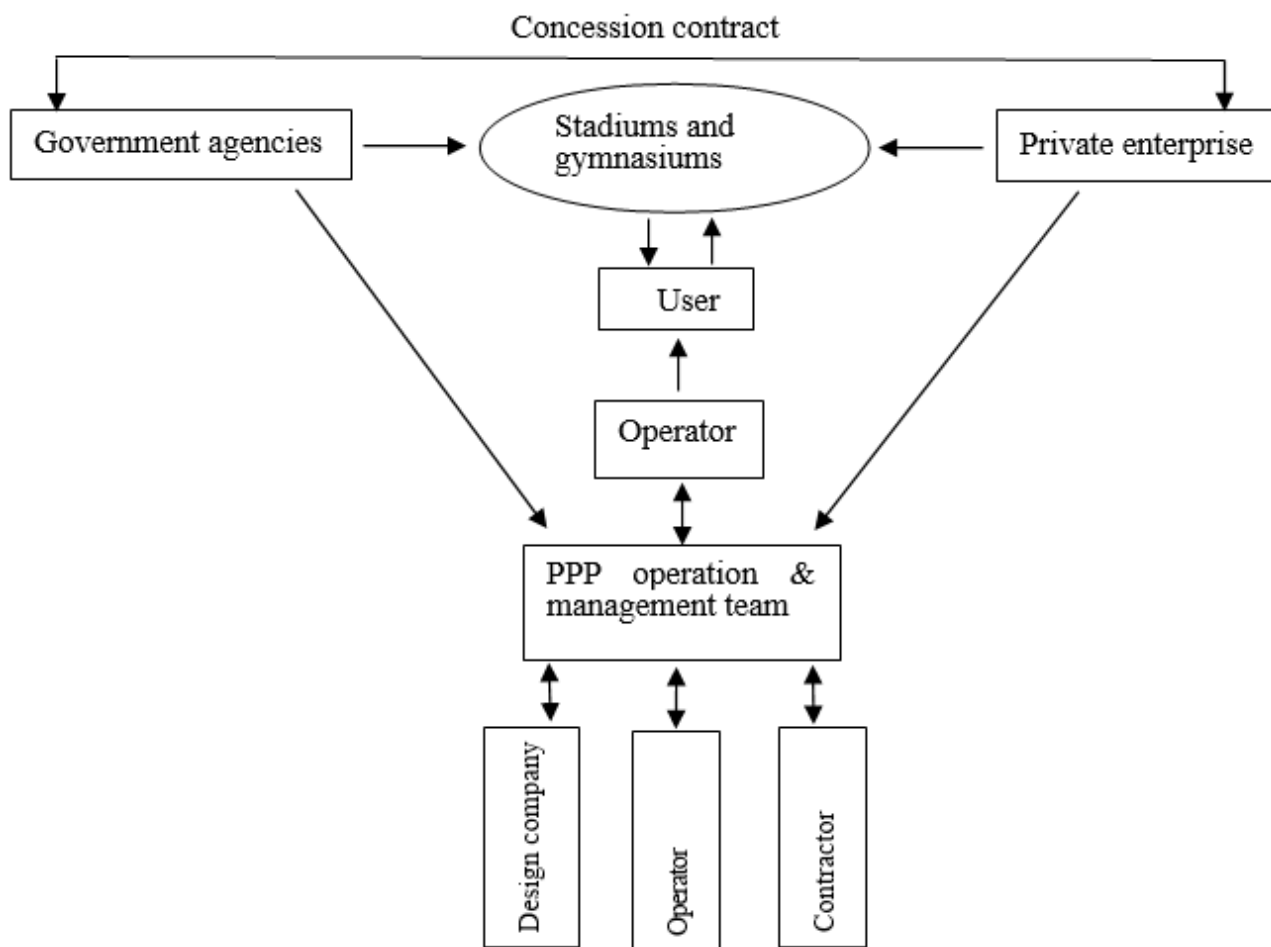 Concession contract
Government agencies
Stadiums and
gymnasiums
Private enterprise
User
Operator
PPP operation &
management team
Design company
Operator
Contractor